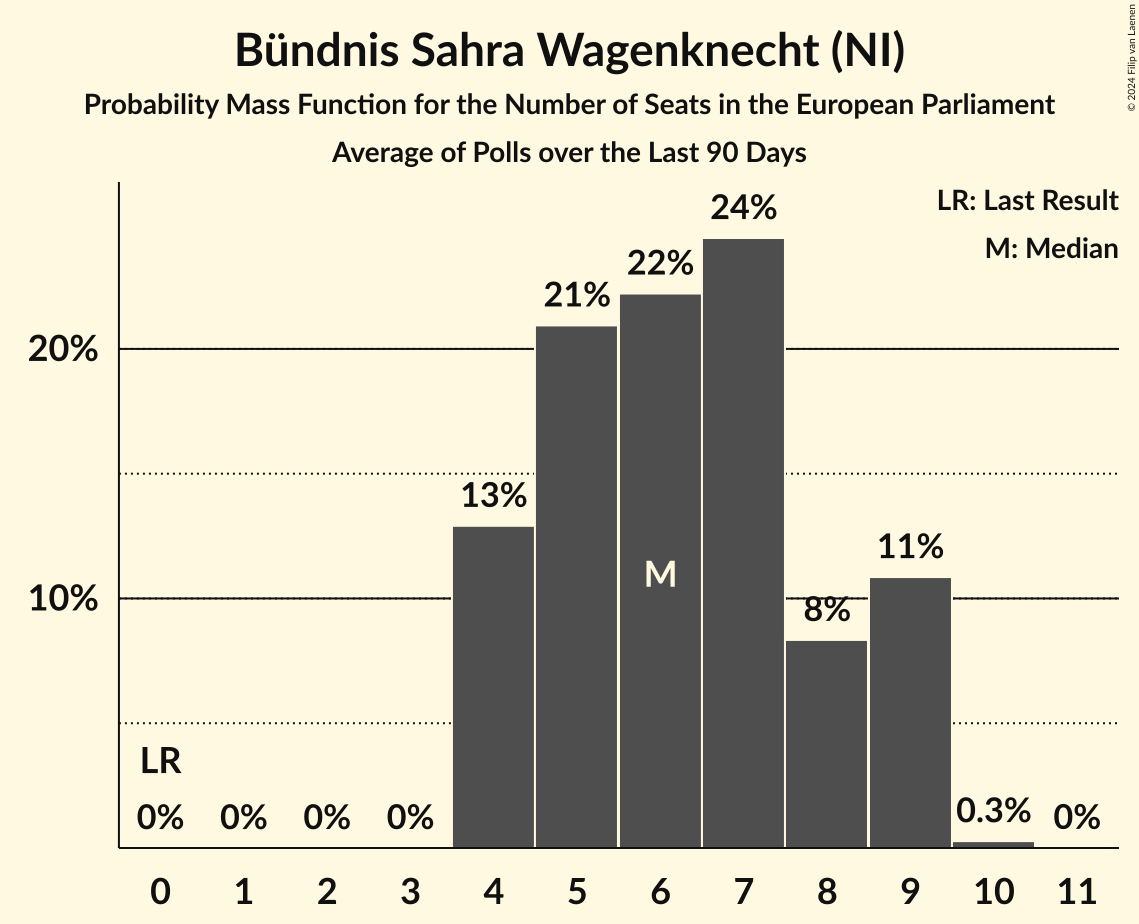 Bündnis Sahra Wagenknecht (NI)
Probability Mass Function for the Number of Seats in the European Parliament
Average of Polls over the Last 90 Days
© 2024 Filip van Laenen
LR: Last Result
M: Median
20%
10%
LR
0%
0%
0%
0%
13%
21%
22%
24%
8%
11%
0.3%
0%
M
0 1 2 3 4 5 6 7 8 9 10 11